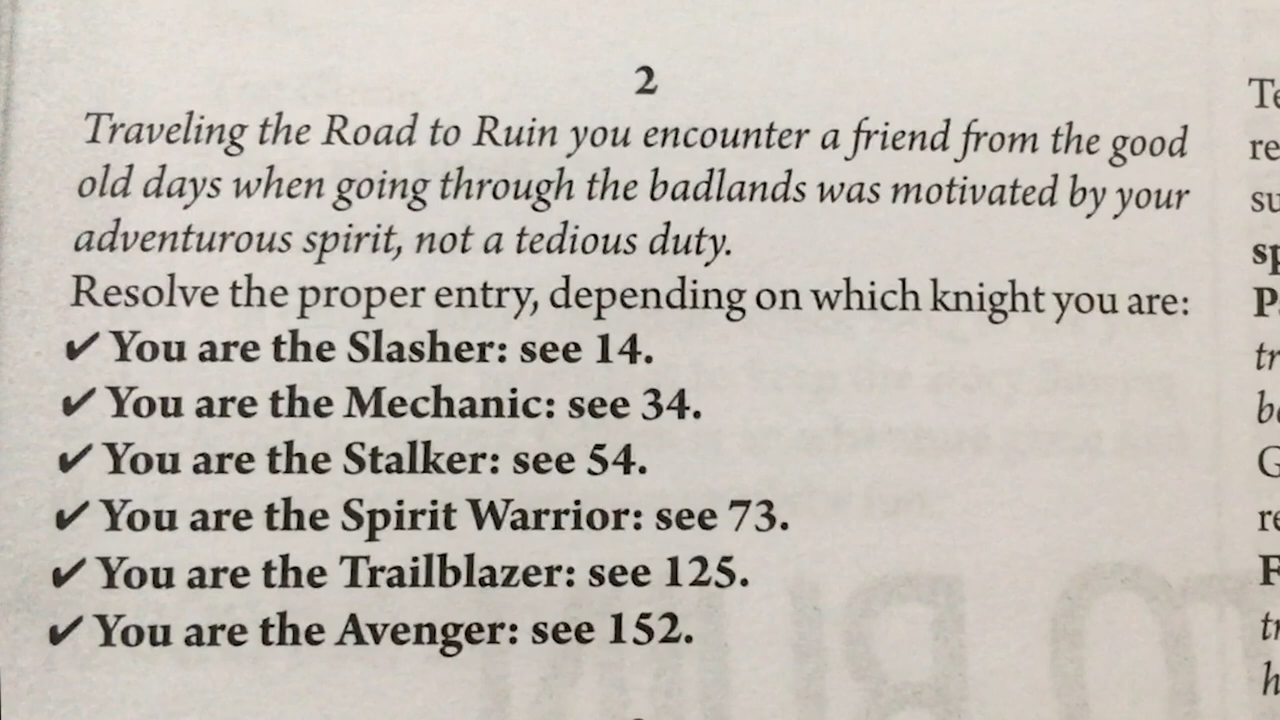 2
Traveling the Road to Ruin you encounter a friend from the good
old days when going through the badlands was motivated by your
adventurous spirit, not a tedious duty.
Resolve the proper entry, depending on which knight you are:
✔ You are the Slasher: see 14.
✔ You are the Mechanic: see 34.
✔ You are the Stalker: see 54.
✔ You are the Spirit Warrior: see 73.
✔ You are the Trailblazer: see 125.
✔ You are the Avenger: see 152.